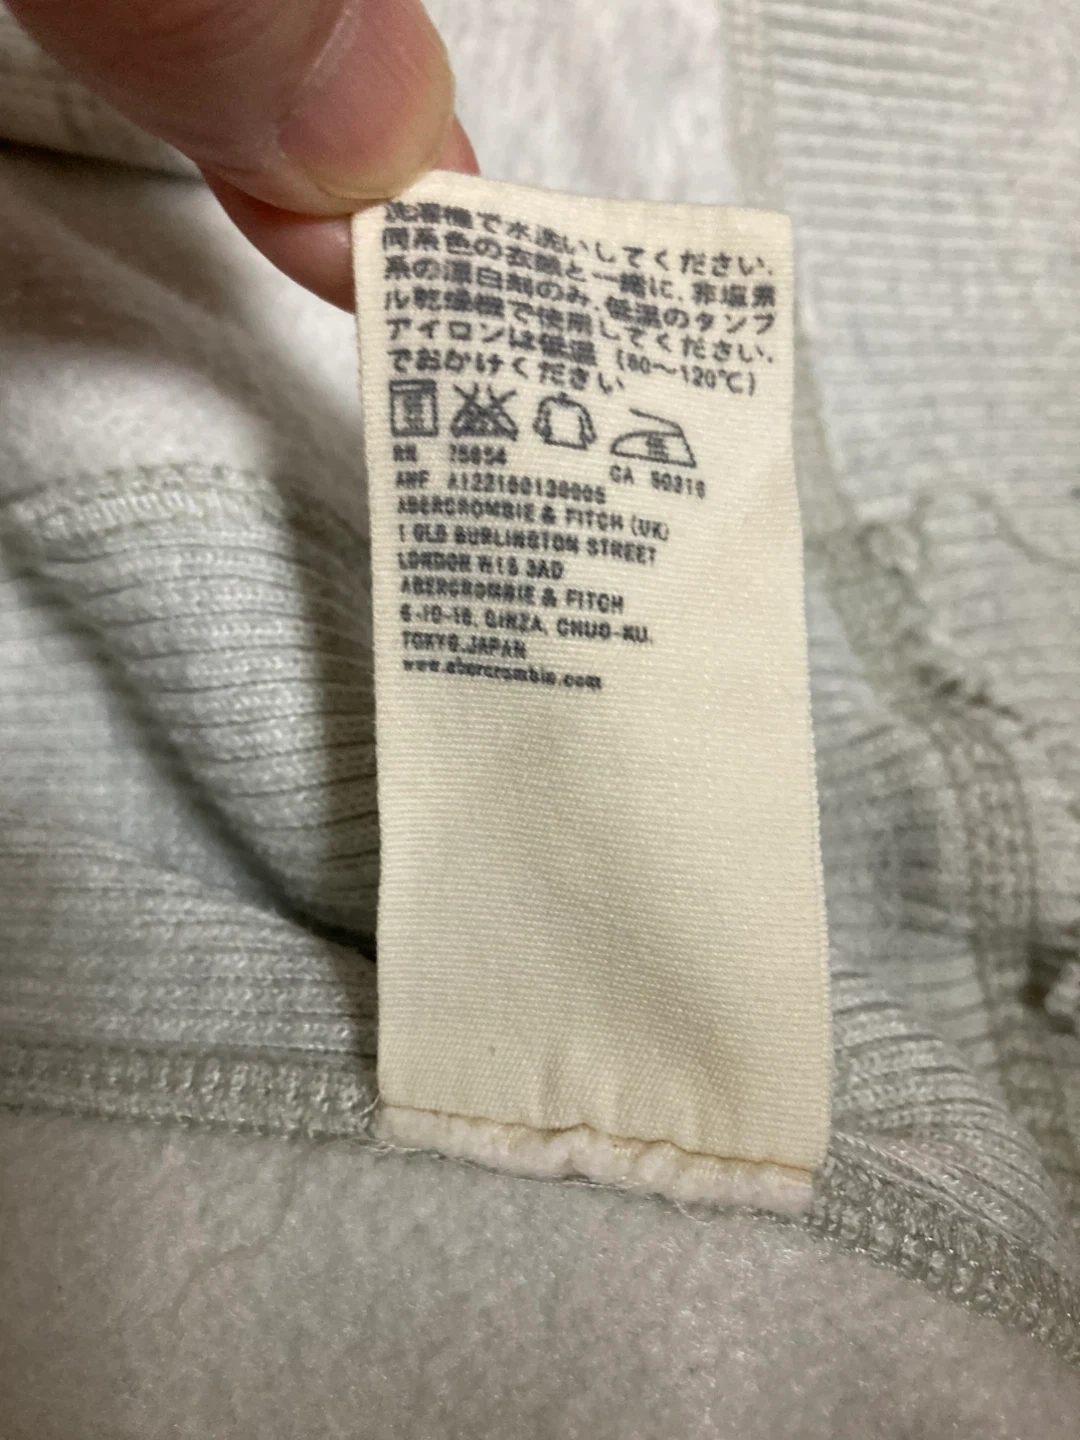 洗濯機で水洗いしてください.
同系色の衣類と一緒に. 非塩素
系の漂白剤のみ. 低温のタンブ
ル乾燥機で使用してください.
アイロンは低温 (80〜120℃)
でおかけください
低
RN 75654
CA 50316
ANF A122160138006
ABERCROMBIE & FITCH (UK)
1 OLD BURLINGTON STREET
LONDON W1S 3AD
ABERCROMBIE & FITCH
6-10-16, GINZA, CHUO-KU,
TOKYO.JAPAN
www.abercrombie.com